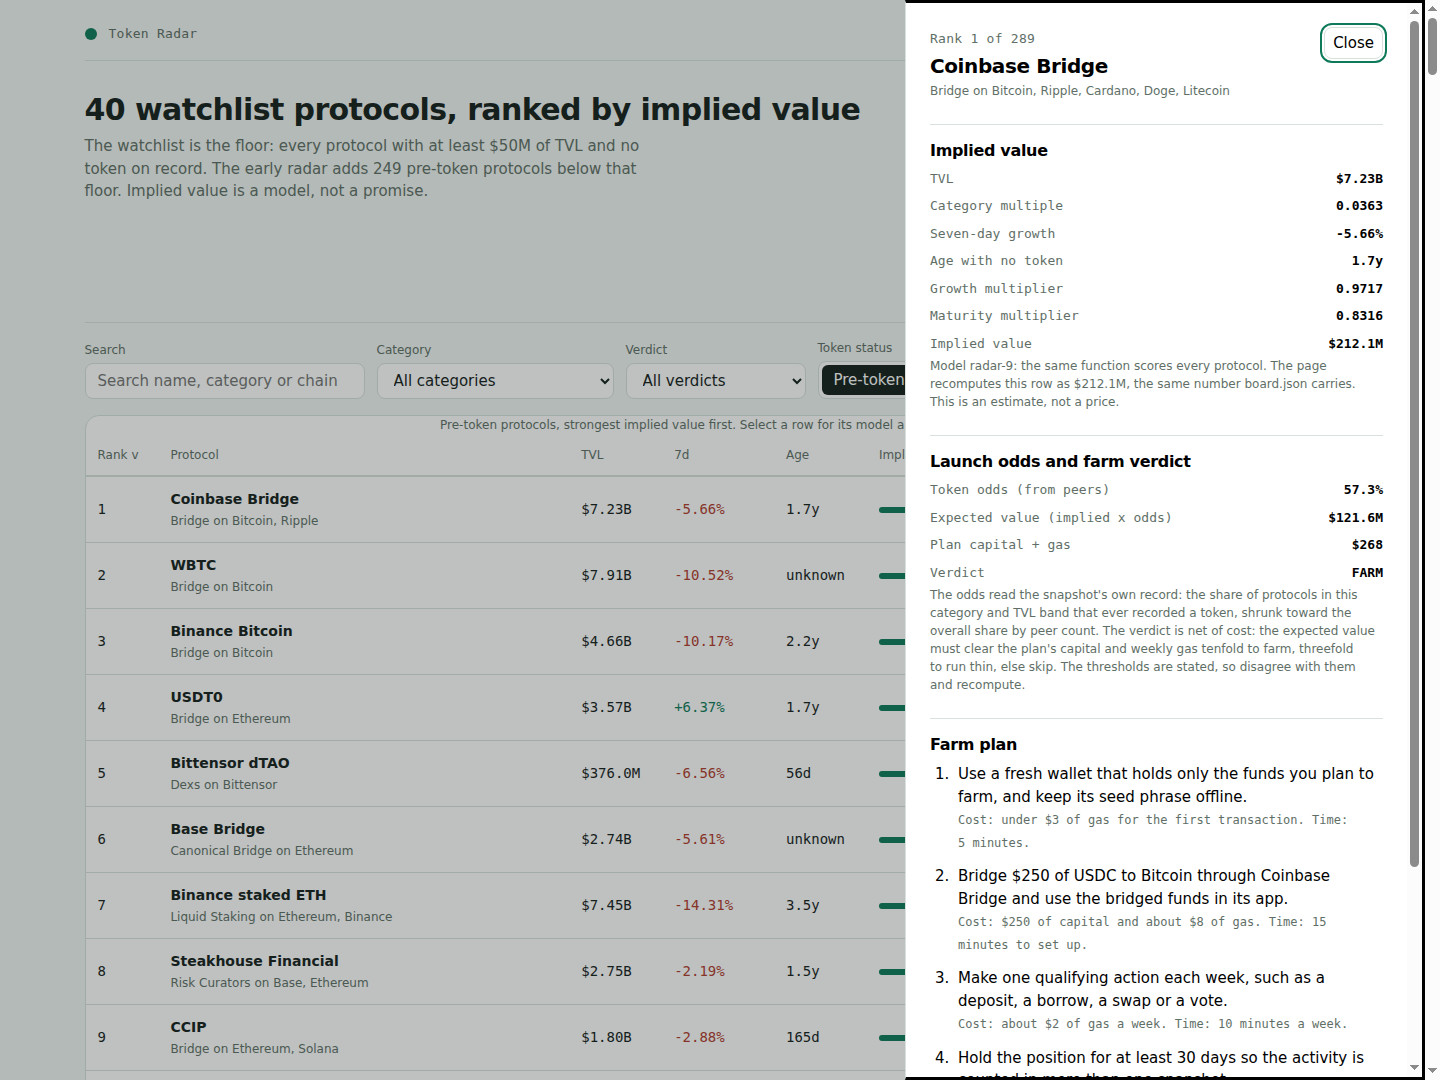 Token Radar
40 watchlist protocols, ranked by implied value
The watchlist is the floor: every protocol with at least $50M of TVL and no
token on record. The early radar adds 249 pre-token protocols below that
floor. Implied value is a model, not a promise.
Search
Category
Verdict
Token status
Search name, category or chain
All categories
All verdicts
Pre-token
Pre-token protocols, strongest implied value first. Select a row for its model a
Rank v
Protocol
TVL
7d
Age
Impl
1
Coinbase Bridge
Bridge on Bitcoin, Ripple
$7.23B
-5.66%
1.7y
2
WBTC
Bridge on Bitcoin
$7.91B
-10.52%
unknown
3
Binance Bitcoin
Bridge on Bitcoin
$4.66B
-10.17%
2.2y
4
USDT0
Bridge on Ethereum
$3.57B
+6.37%
1.7y
5
Bittensor dTAO
Dexs on Bittensor
$376.0M
-6.56%
56d
6
Base Bridge
Canonical Bridge on Ethereum
$2.74B
-5.61%
unknown
7
Binance staked ETH
Liquid Staking on Ethereum, Binance
$7.45B
-14.31%
3.5y
8
Steakhouse Financial
Risk Curators on Base, Ethereum
$2.75B
-2.19%
1.5y
9
CCIP
Bridge on Ethereum, Solana
$1.80B
-2.88%
165d
Rank 1 of 289
Close
Coinbase Bridge
Bridge on Bitcoin, Ripple, Cardano, Doge, Litecoin
Implied value
TVL $7.23B
Category multiple 0.0363
Seven-day growth -5.66%
Age with no token 1.7y
Growth multiplier 0.9717
Maturity multiplier 0.8316
Implied value $212.1M
Model radar-9: the same function scores every protocol. The page
recomputes this row as $212.1M, the same number board.json carries.
This is an estimate, not a price.
Launch odds and farm verdict
Token odds (from peers) 57.3%
Expected value (implied x odds) $121.6M
Plan capital + gas $268
Verdict FARM
The odds read the snapshot's own record: the share of protocols in this
category and TVL band that ever recorded a token, shrunk toward the
overall share by peer count. The verdict is net of cost: the expected value
must clear the plan's capital and weekly gas tenfold to farm, threefold
to run thin, else skip. The thresholds are stated, so disagree with them
and recompute.
Farm plan
1. Use a fresh wallet that holds only the funds you plan to
farm, and keep its seed phrase offline.
Cost: under $3 of gas for the first transaction. Time:
5 minutes.
2. Bridge $250 of USDC to Bitcoin through Coinbase
Bridge and use the bridged funds in its app.
Cost: $250 of capital and about $8 of gas. Time: 15
minutes to set up.
3. Make one qualifying action each week, such as a
deposit, a borrow, a swap or a vote.
Cost: about $2 of gas a week. Time: 10 minutes a week.
4. Hold the position for at least 30 days so the activity is
counted in more than one snapshot.